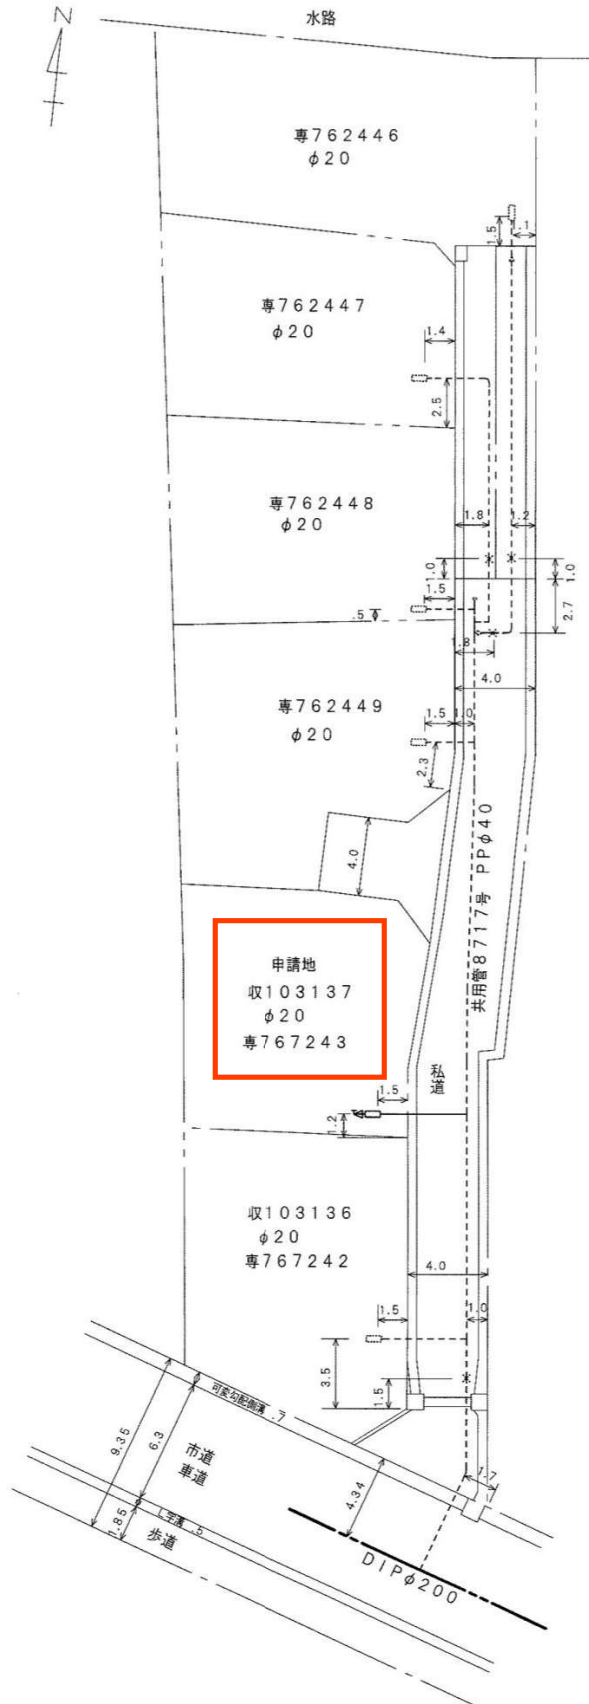 N
水路
専762446
φ20
1.5
.1
専762447
φ20
1.4
2.5
専762448
φ20
1.8
1.2
1.0
1.0
1.5
.5
2.7
1.8
4.0
専762449
φ20
1.5
1.0
2.3
4.0
共用管8717号 PPφ40
申請地
収103137
φ20
専767243
私道
1.5
1.2
収103136
φ20
専767242
4.0
1.5
1.0
3.5
1.5
可変勾配側溝 .7
9.35
6.3
市道
車道
1.7
4.34
L字溝 .5
1.85
歩道
DIPφ200